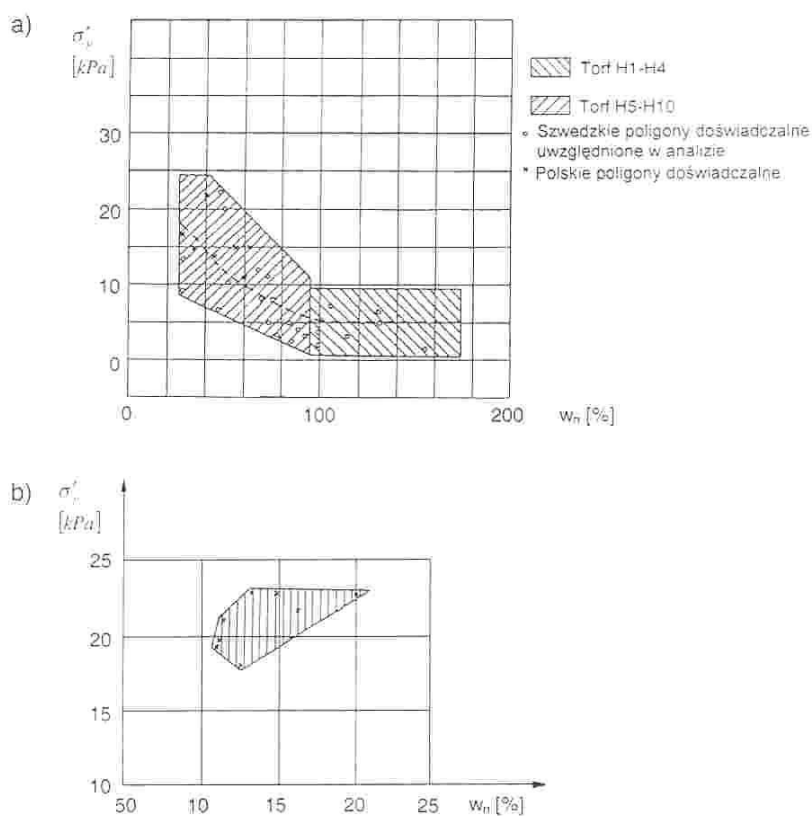 a)
σ'p
[kPa]
30
20
10
0
0
100
200
wn [%]
Torf H1-H4
Torf H5-H10
Szwedzkie poligony doświadczalne
uwzględnione w analizie
* Polskie poligony doświadczalne
b)
[kPa]
25
20
15
10
50
10
15
20
25
wn [%]